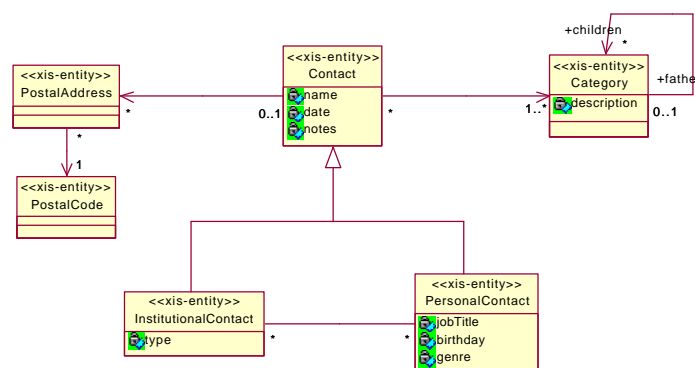 +children
*
<<xis-entity>>
Contact
name
date
notes
<<xis-entity>>
Category
description
+fathe
<<xis-entity>>
PostalAddress
*
0..1
*
1..*
0..1
*
1
<<xis-entity>>
PostalCode
<<xis-entity>>
InstitutionalContact
type
*
*
<<xis-entity>>
PersonalContact
jobTitle
birthday
genre